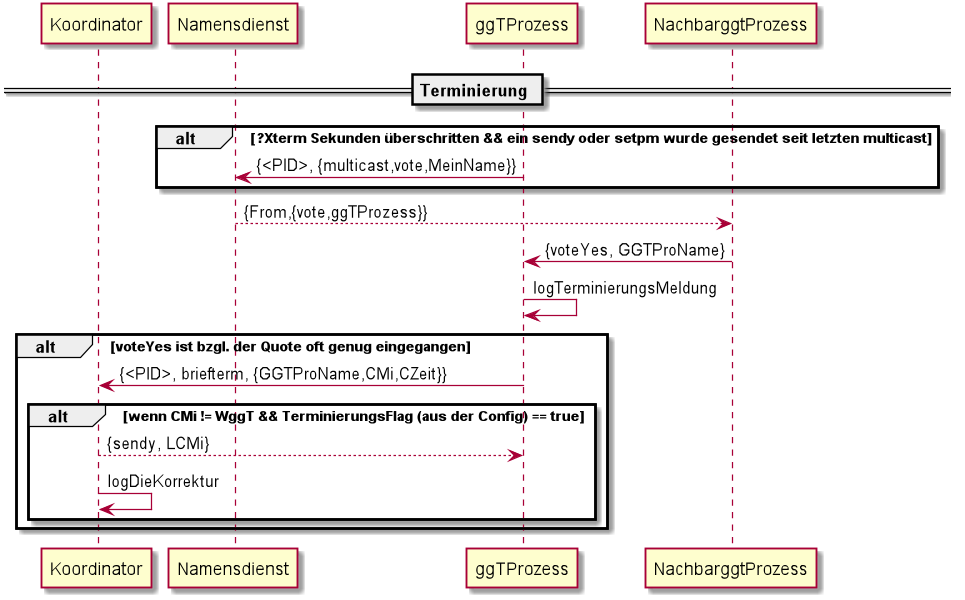 Koordinator
Namensdienst
ggTProzess
NachbarggtProzess
Terminierung
alt
[?Xterm Sekunden überschritten && ein sendy oder setpm wurde gesendet seit letzten multicast]
{<PID>, {multicast,vote,MeinName}}
{From,{vote,ggTProzess}}
{voteYes, GGTProName}
logTerminierungsMeldung
alt
[voteYes ist bzgl. der Quote oft genug eingegangen]
{<PID>, briefterm, {GGTProName,CMi,CZeit}}
alt
[wenn CMi != WggT && TerminierungsFlag (aus der Config) == true]
{sendy, LCMi}
logDieKorrektur
Koordinator
Namensdienst
ggTProzess
NachbarggtProzess